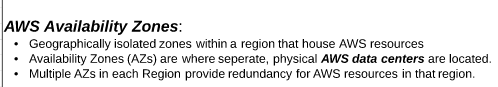 AWS Availability Zones:
• Geographically isolated zones within a region that house AWS resources
• Availability Zones (AZs) are where seperate, physical AWS data centers are located.
• Multiple AZs in each Region provide redundancy for AWS resources in that region.